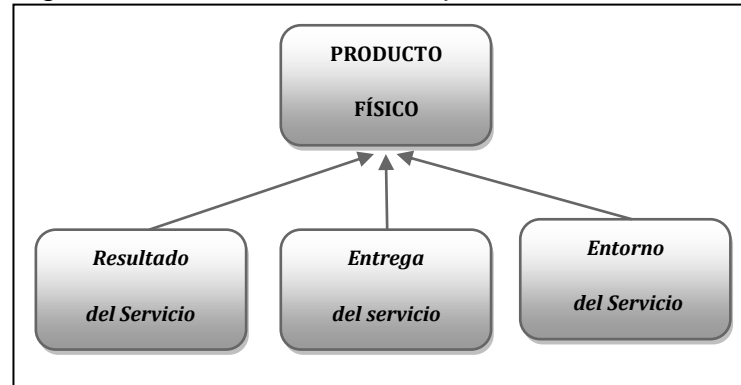 PRODUCTO
FÍSICO
Resultado
del Servicio
Entrega
del servicio
Entorno
del Servicio